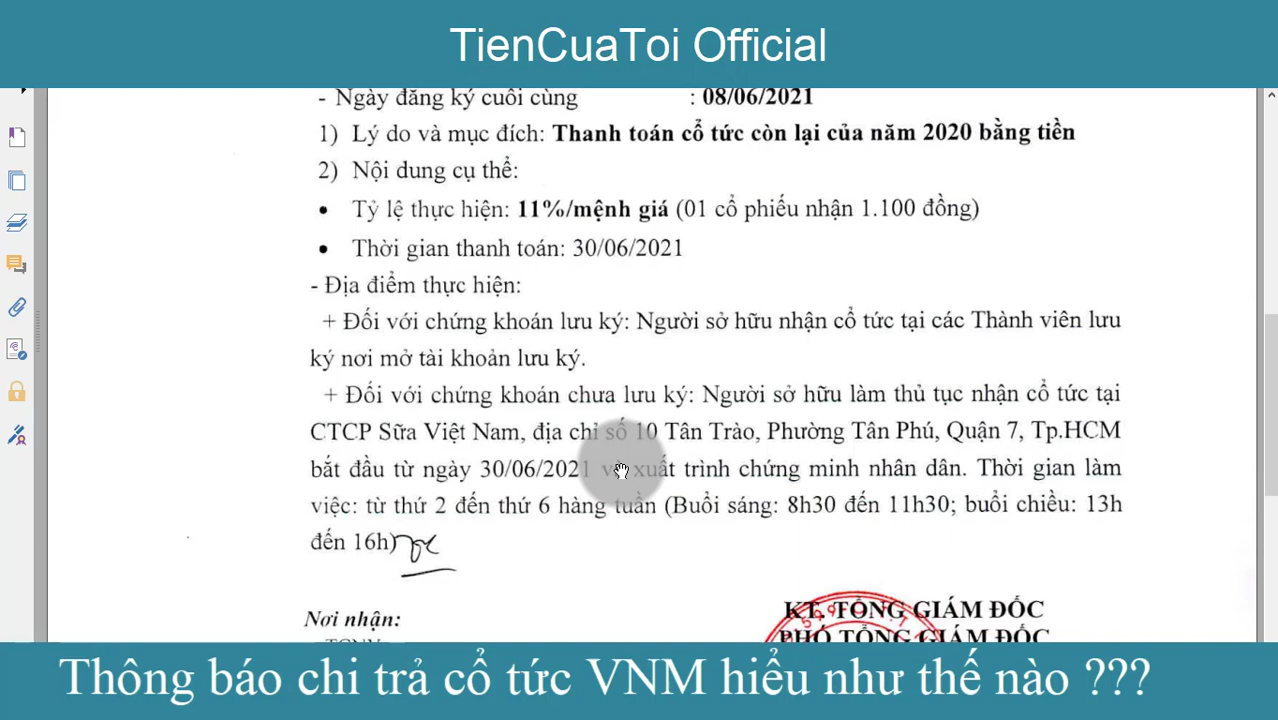 TienCuaToi Official
- Ngày đăng ký cuối cùng : 08/06/2021
1) Lý do và mục đích: Thanh toán cổ tức còn lại của năm 2020 bằng tiền
2) Nội dung cụ thể:
• Tỷ lệ thực hiện: 11%/mệnh giá (01 cổ phiếu nhận 1.100 đồng)
• Thời gian thanh toán: 30/06/2021
- Địa điểm thực hiện:
+ Đối với chứng khoán lưu ký: Người sở hữu nhận cổ tức tại các Thành viên lưu
ký nơi mở tài khoản lưu ký.
+ Đối với chứng khoán chưa lưu ký: Người sở hữu làm thủ tục nhận cổ tức tại
CTCP Sữa Việt Nam, địa chỉ số 10 Tân Trào, Phường Tân Phú, Quận 7, Tp.HCM
bắt đầu từ ngày 30/06/2021 và xuất trình chứng minh nhân dân. Thời gian làm
việc: từ thứ 2 đến thứ 6 hàng tuần (Buổi sáng: 8h30 đến 11h30; buổi chiều: 13h
đến 16h)
Nơi nhận:
KT. TỔNG GIÁM ĐỐC
PHÓ TỔNG GIÁM ĐỐC
Thông báo chi trả cổ tức VNM hiểu như thế nào ???